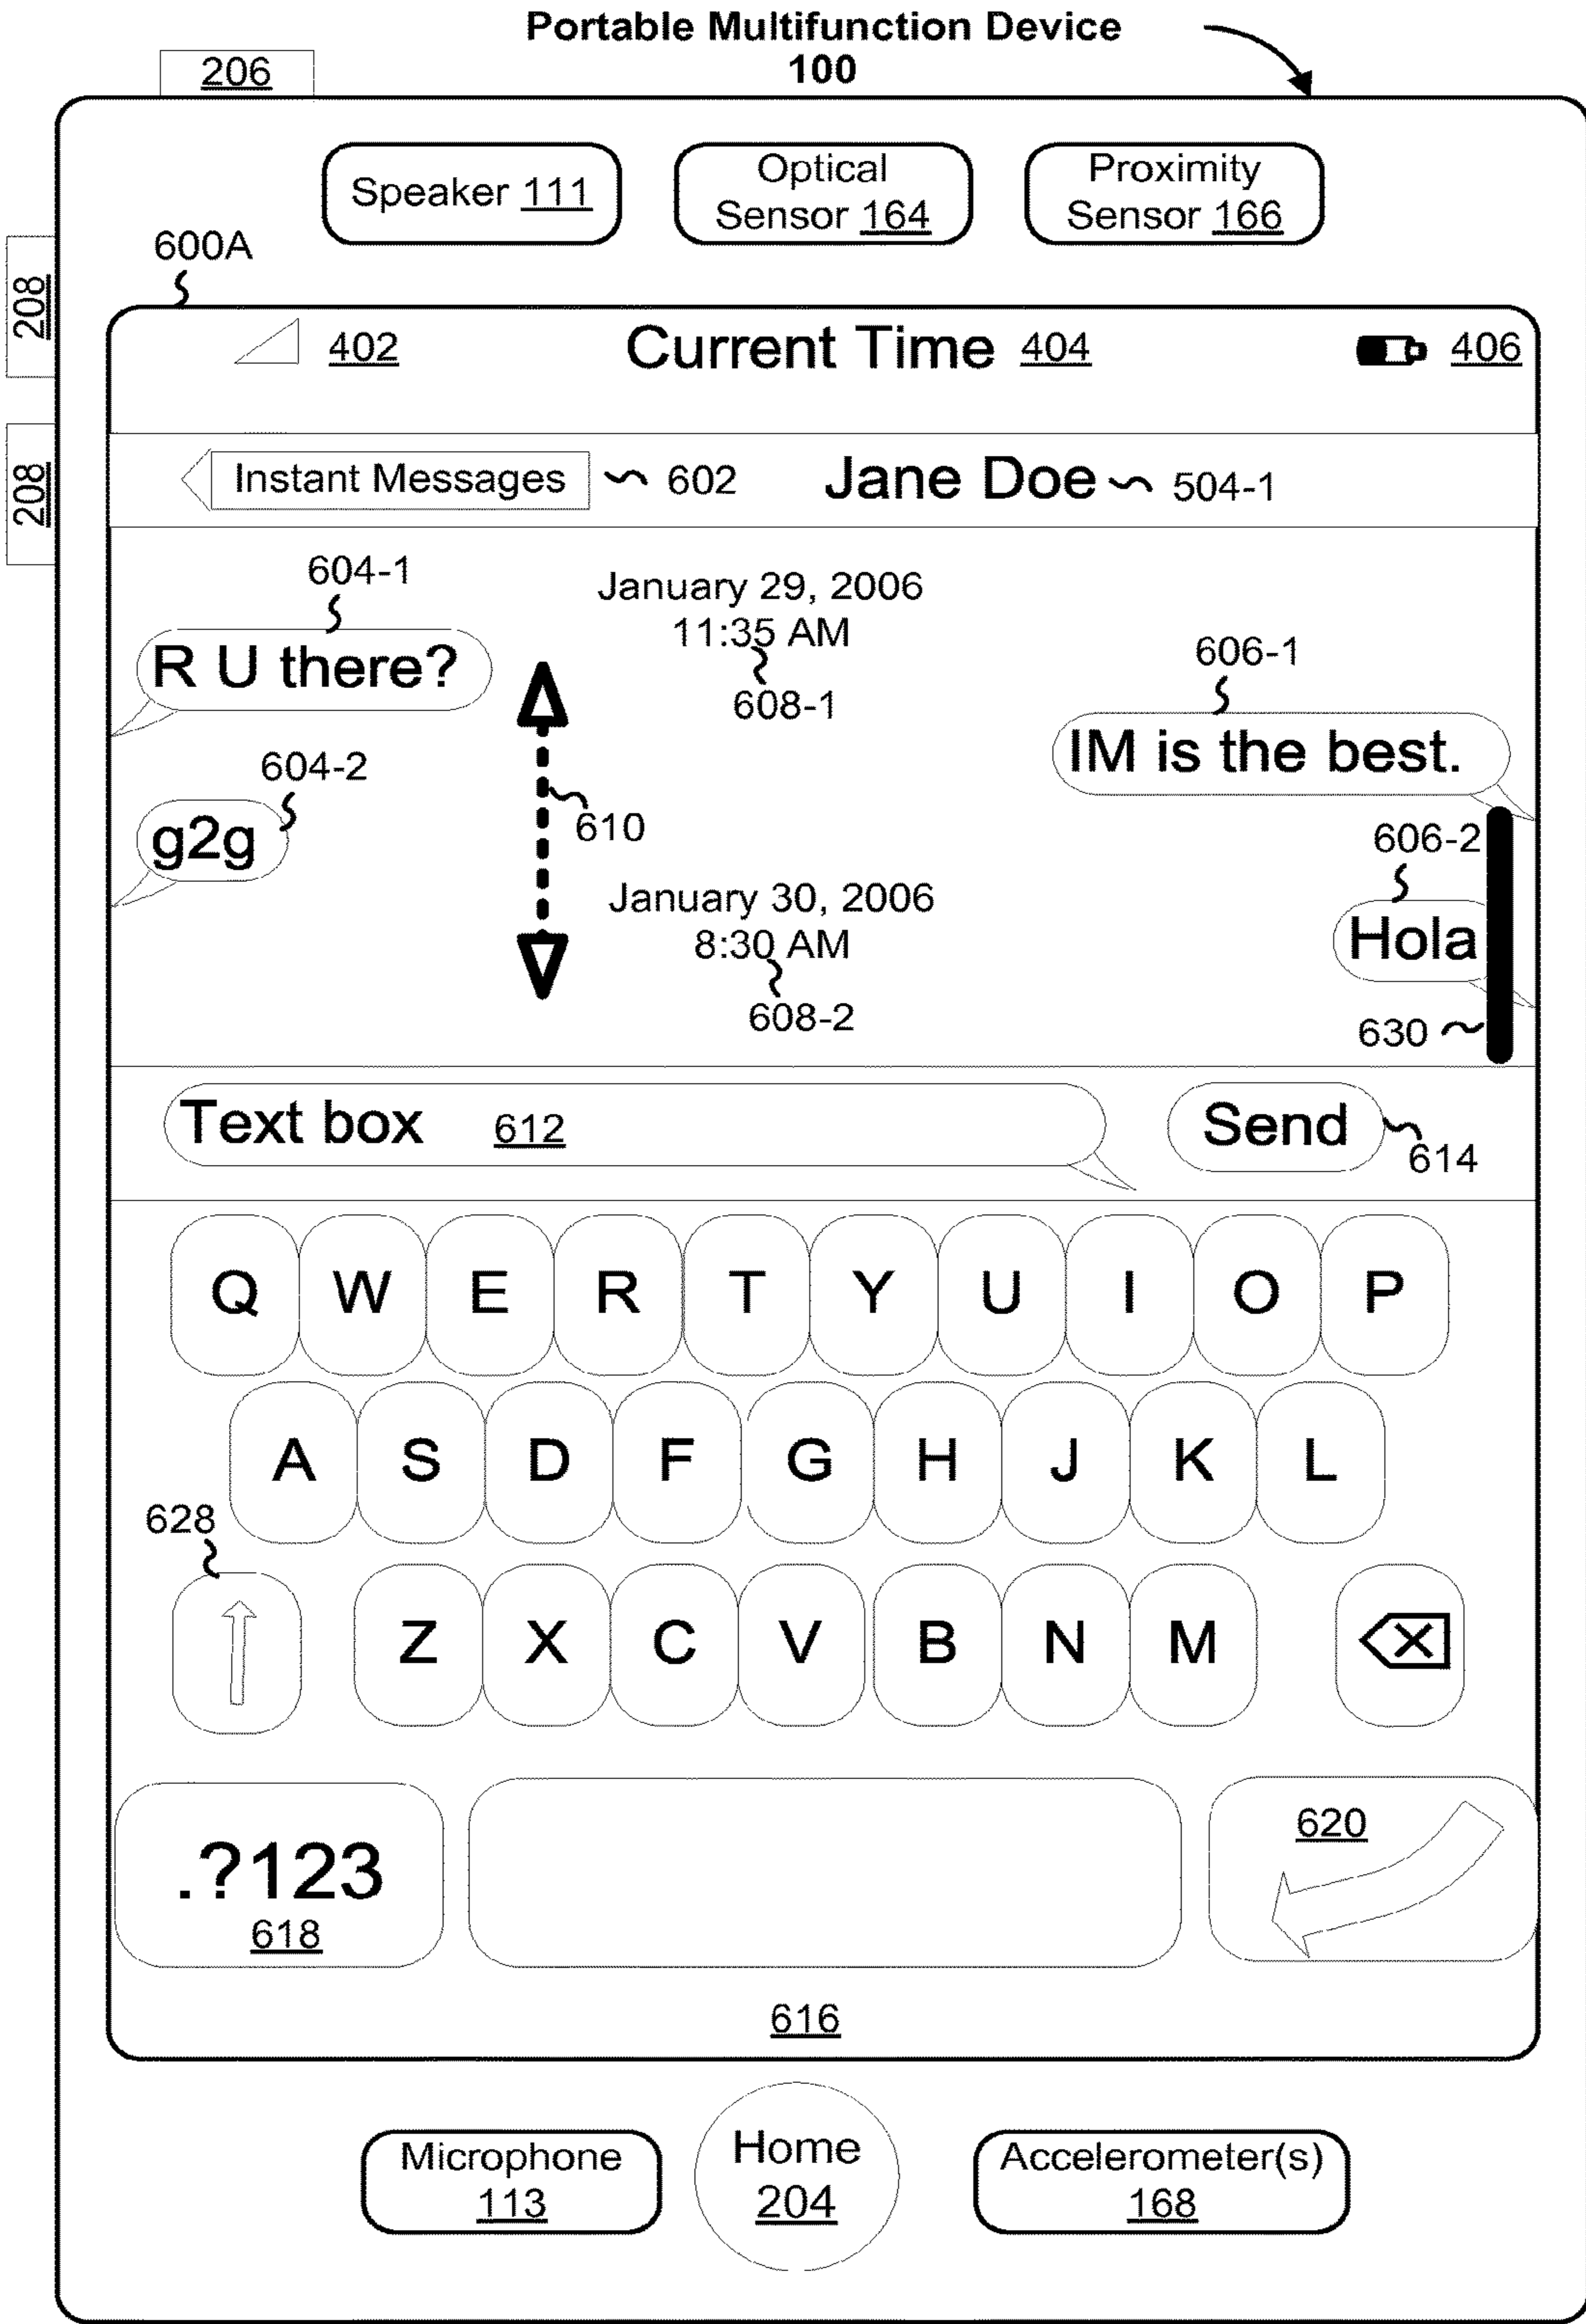 Portable Multifunction Device
100
206
Speaker 111
Optical
Sensor 164
Proximity
Sensor 166
600A
208
402
Current Time 404
406
208
Instant Messages
602
Jane Doe
504-1
604-1
R U there?
January 29, 2006
11:35 AM
608-1
606-1
IM is the best.
604-2
g2g
610
606-2
Hola
January 30, 2006
8:30 AM
608-2
630
Text box 612
Send
614
Q W E R T Y U I O P
A S D F G H J K L
628
Z X C V B N M
.?123
618
620
616
Microphone
113
Home
204
Accelerometer(s)
168